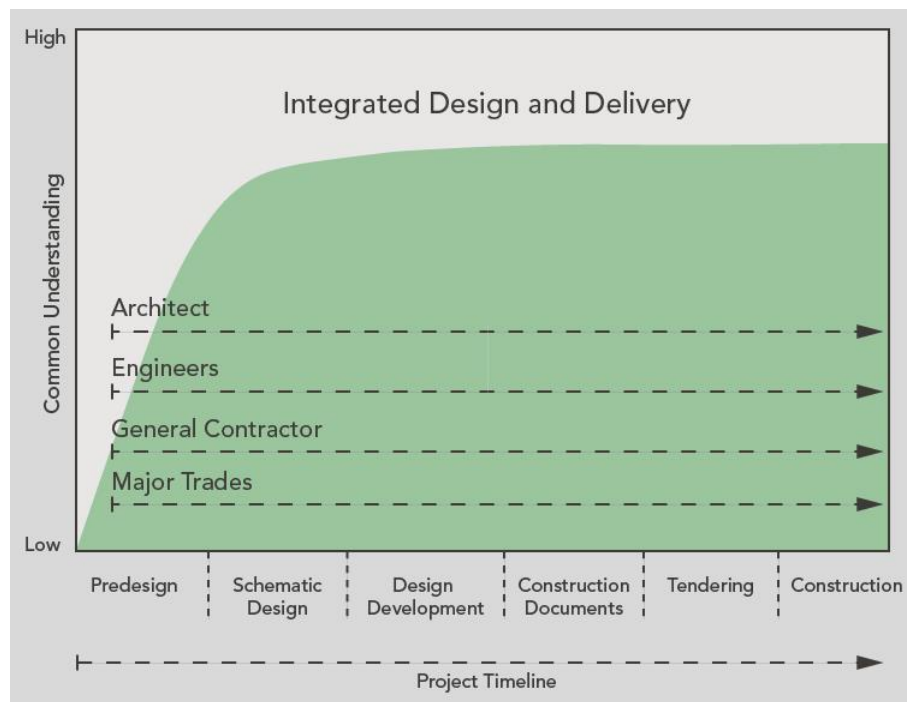 High
Integrated Design and Delivery
Common Understanding
Architect
Engineers
General Contractor
Major Trades
Low
Predesign
Schematic
Design
Design
Development
Construction
Documents
Tendering
Construction
Project Timeline